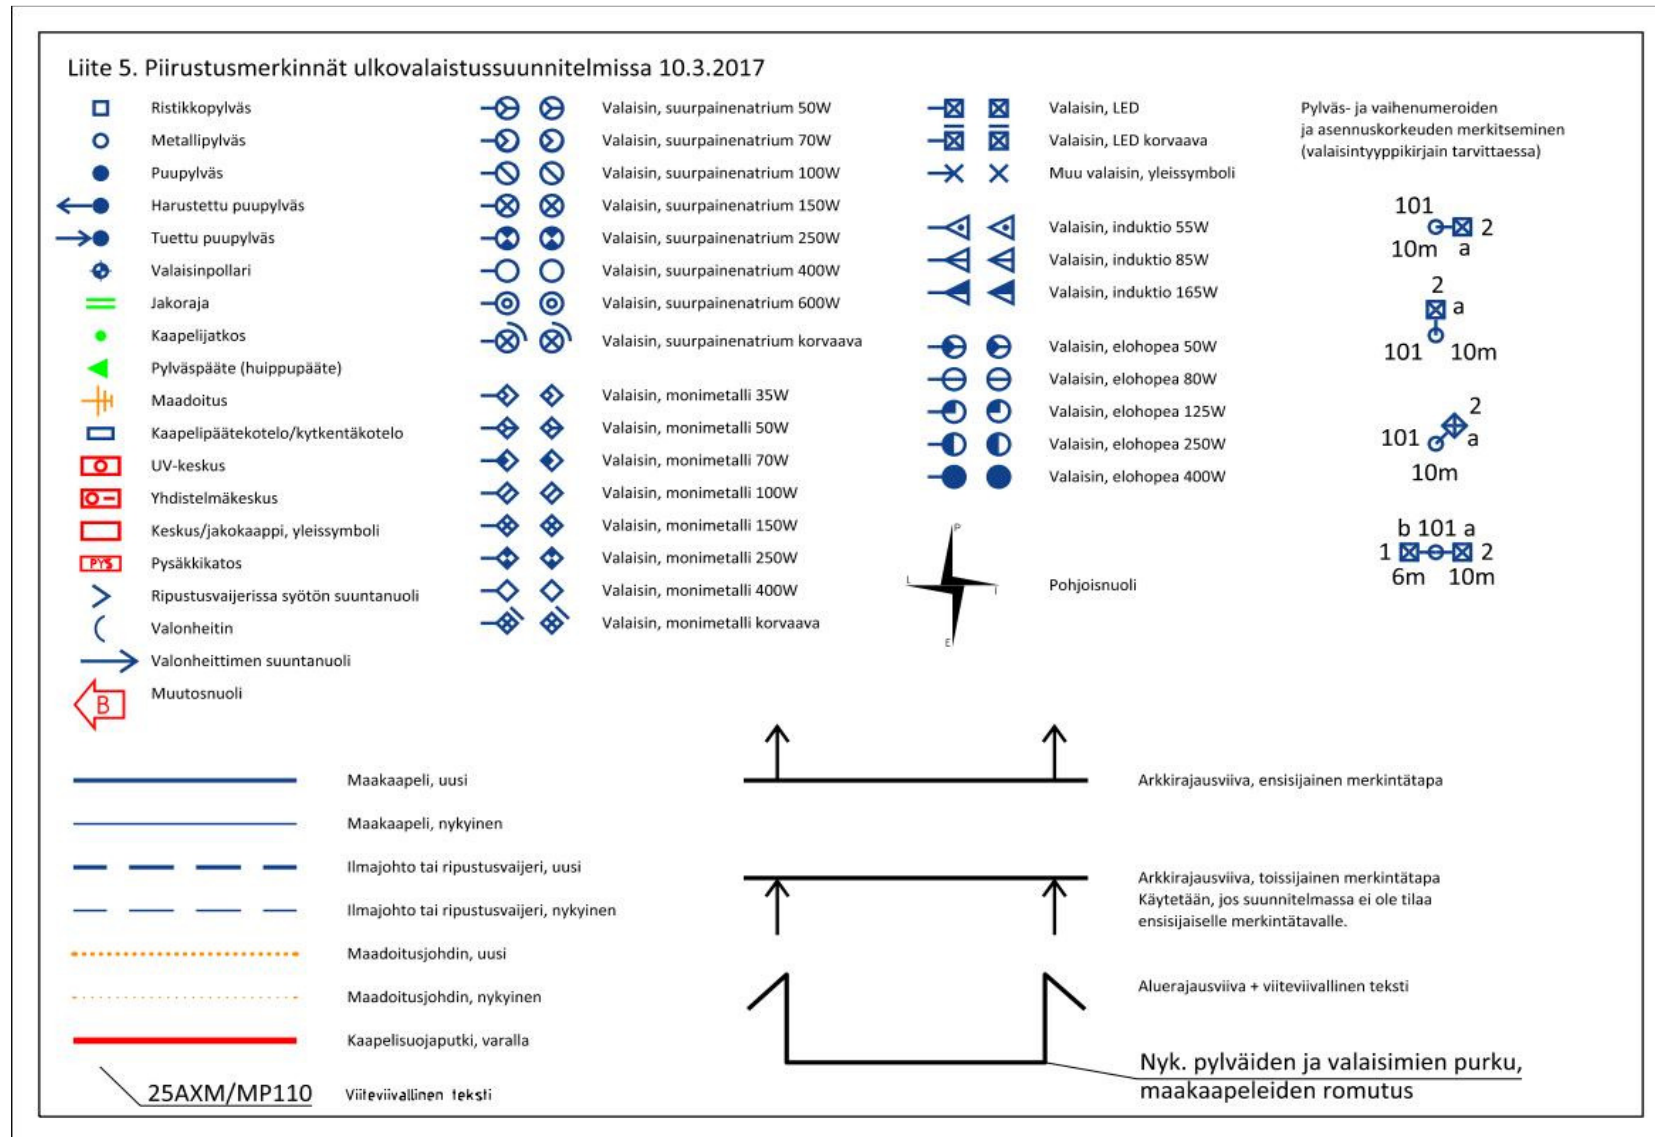 Liite 5. Piirustusmerkinnät ulkovalaistussuunnitelmissa 10.3.2017
Ristikkopylväs
Metallipylväs
Puupylväs
Harustettu puupylväs
Tuettu puupylväs
Valaisinpollari
Jakoraja
Kaapelijatkos
Pylväspääte (huippupääte)
Maadoitus
Kaapelipäätekotelo/kytkentäkotelo
UV-keskus
Yhdistelmäkeskus
Keskus/jakokaappi, yleissymboli
PYS Pysäkkikatos
Ripustusvaijerissa syötön suuntanuoli
Valonheitin
Valonheittimen suuntanuoli
B Muutosnuoli
Valaisin, suurpainenatrium 50W
Valaisin, suurpainenatrium 70W
Valaisin, suurpainenatrium 100W
Valaisin, suurpainenatrium 150W
Valaisin, suurpainenatrium 250W
Valaisin, suurpainenatrium 400W
Valaisin, suurpainenatrium 600W
Valaisin, suurpainenatrium korvaava
Valaisin, monimetalli 35W
Valaisin, monimetalli 50W
Valaisin, monimetalli 70W
Valaisin, monimetalli 100W
Valaisin, monimetalli 150W
Valaisin, monimetalli 250W
Valaisin, monimetalli 400W
Valaisin, monimetalli korvaava
Valaisin, LED
Valaisin, LED korvaava
Muu valaisin, yleissymboli
Valaisin, induktio 55W
Valaisin, induktio 85W
Valaisin, induktio 165W
Valaisin, elohopea 50W
Valaisin, elohopea 80W
Valaisin, elohopea 125W
Valaisin, elohopea 250W
Valaisin, elohopea 400W
P
L I
E
Pohjoisnuoli
Pylväs- ja vaihenumeroiden
ja asennuskorkeuden merkitseminen
(valaisintyyppikirjain tarvittaessa)
101
2
10m a
2
a
101 10m
2
101 a
10m
b 101 a
1 2
6m 10m
Maakaapeli, uusi
Maakaapeli, nykyinen
Ilmajohto tai ripustusvaijeri, uusi
Ilmajohto tai ripustusvaijeri, nykyinen
Maadoitusjohdin, uusi
Maadoitusjohdin, nykyinen
Kaapelisuojaputki, varalla
25AXM/MP110 Viiteviivallinen teksti
Arkkirajausviiva, ensisijainen merkintätapa
Arkkirajausviiva, toissijainen merkintätapa
Käytetään, jos suunnitelmassa ei ole tilaa
ensisijaiselle merkintätavalle.
Aluerajausviiva + viiteviivallinen teksti
Nyk. pylväiden ja valaisimien purku,
maakaapeleiden romutus